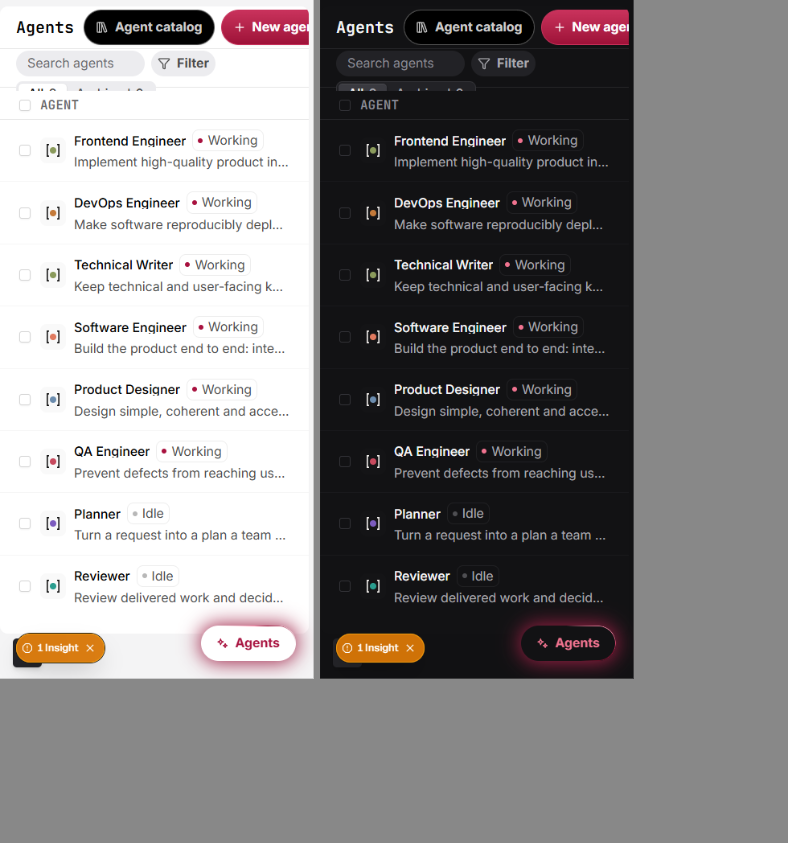 Agents
Agent catalog
+ New agen
Search agents
Filter
AGENT
Frontend Engineer
Working
Implement high-quality product in...
DevOps Engineer
Working
Make software reproducibly depl...
Technical Writer
Working
Keep technical and user-facing k...
Software Engineer
Working
Build the product end to end: inte...
Product Designer
Working
Design simple, coherent and acce...
QA Engineer
Working
Prevent defects from reaching us...
Planner
Idle
Turn a request into a plan a team ...
Reviewer
Idle
Review delivered work and decid...
1 Insight ×
Agents
Agents
Agent catalog
+ New agen
Search agents
Filter
AGENT
Frontend Engineer
Working
Implement high-quality product in...
DevOps Engineer
Working
Make software reproducibly depl...
Technical Writer
Working
Keep technical and user-facing k...
Software Engineer
Working
Build the product end to end: inte...
Product Designer
Working
Design simple, coherent and acce...
QA Engineer
Working
Prevent defects from reaching us...
Planner
Idle
Turn a request into a plan a team ...
Reviewer
Idle
Review delivered work and decid...
1 Insight ×
Agents